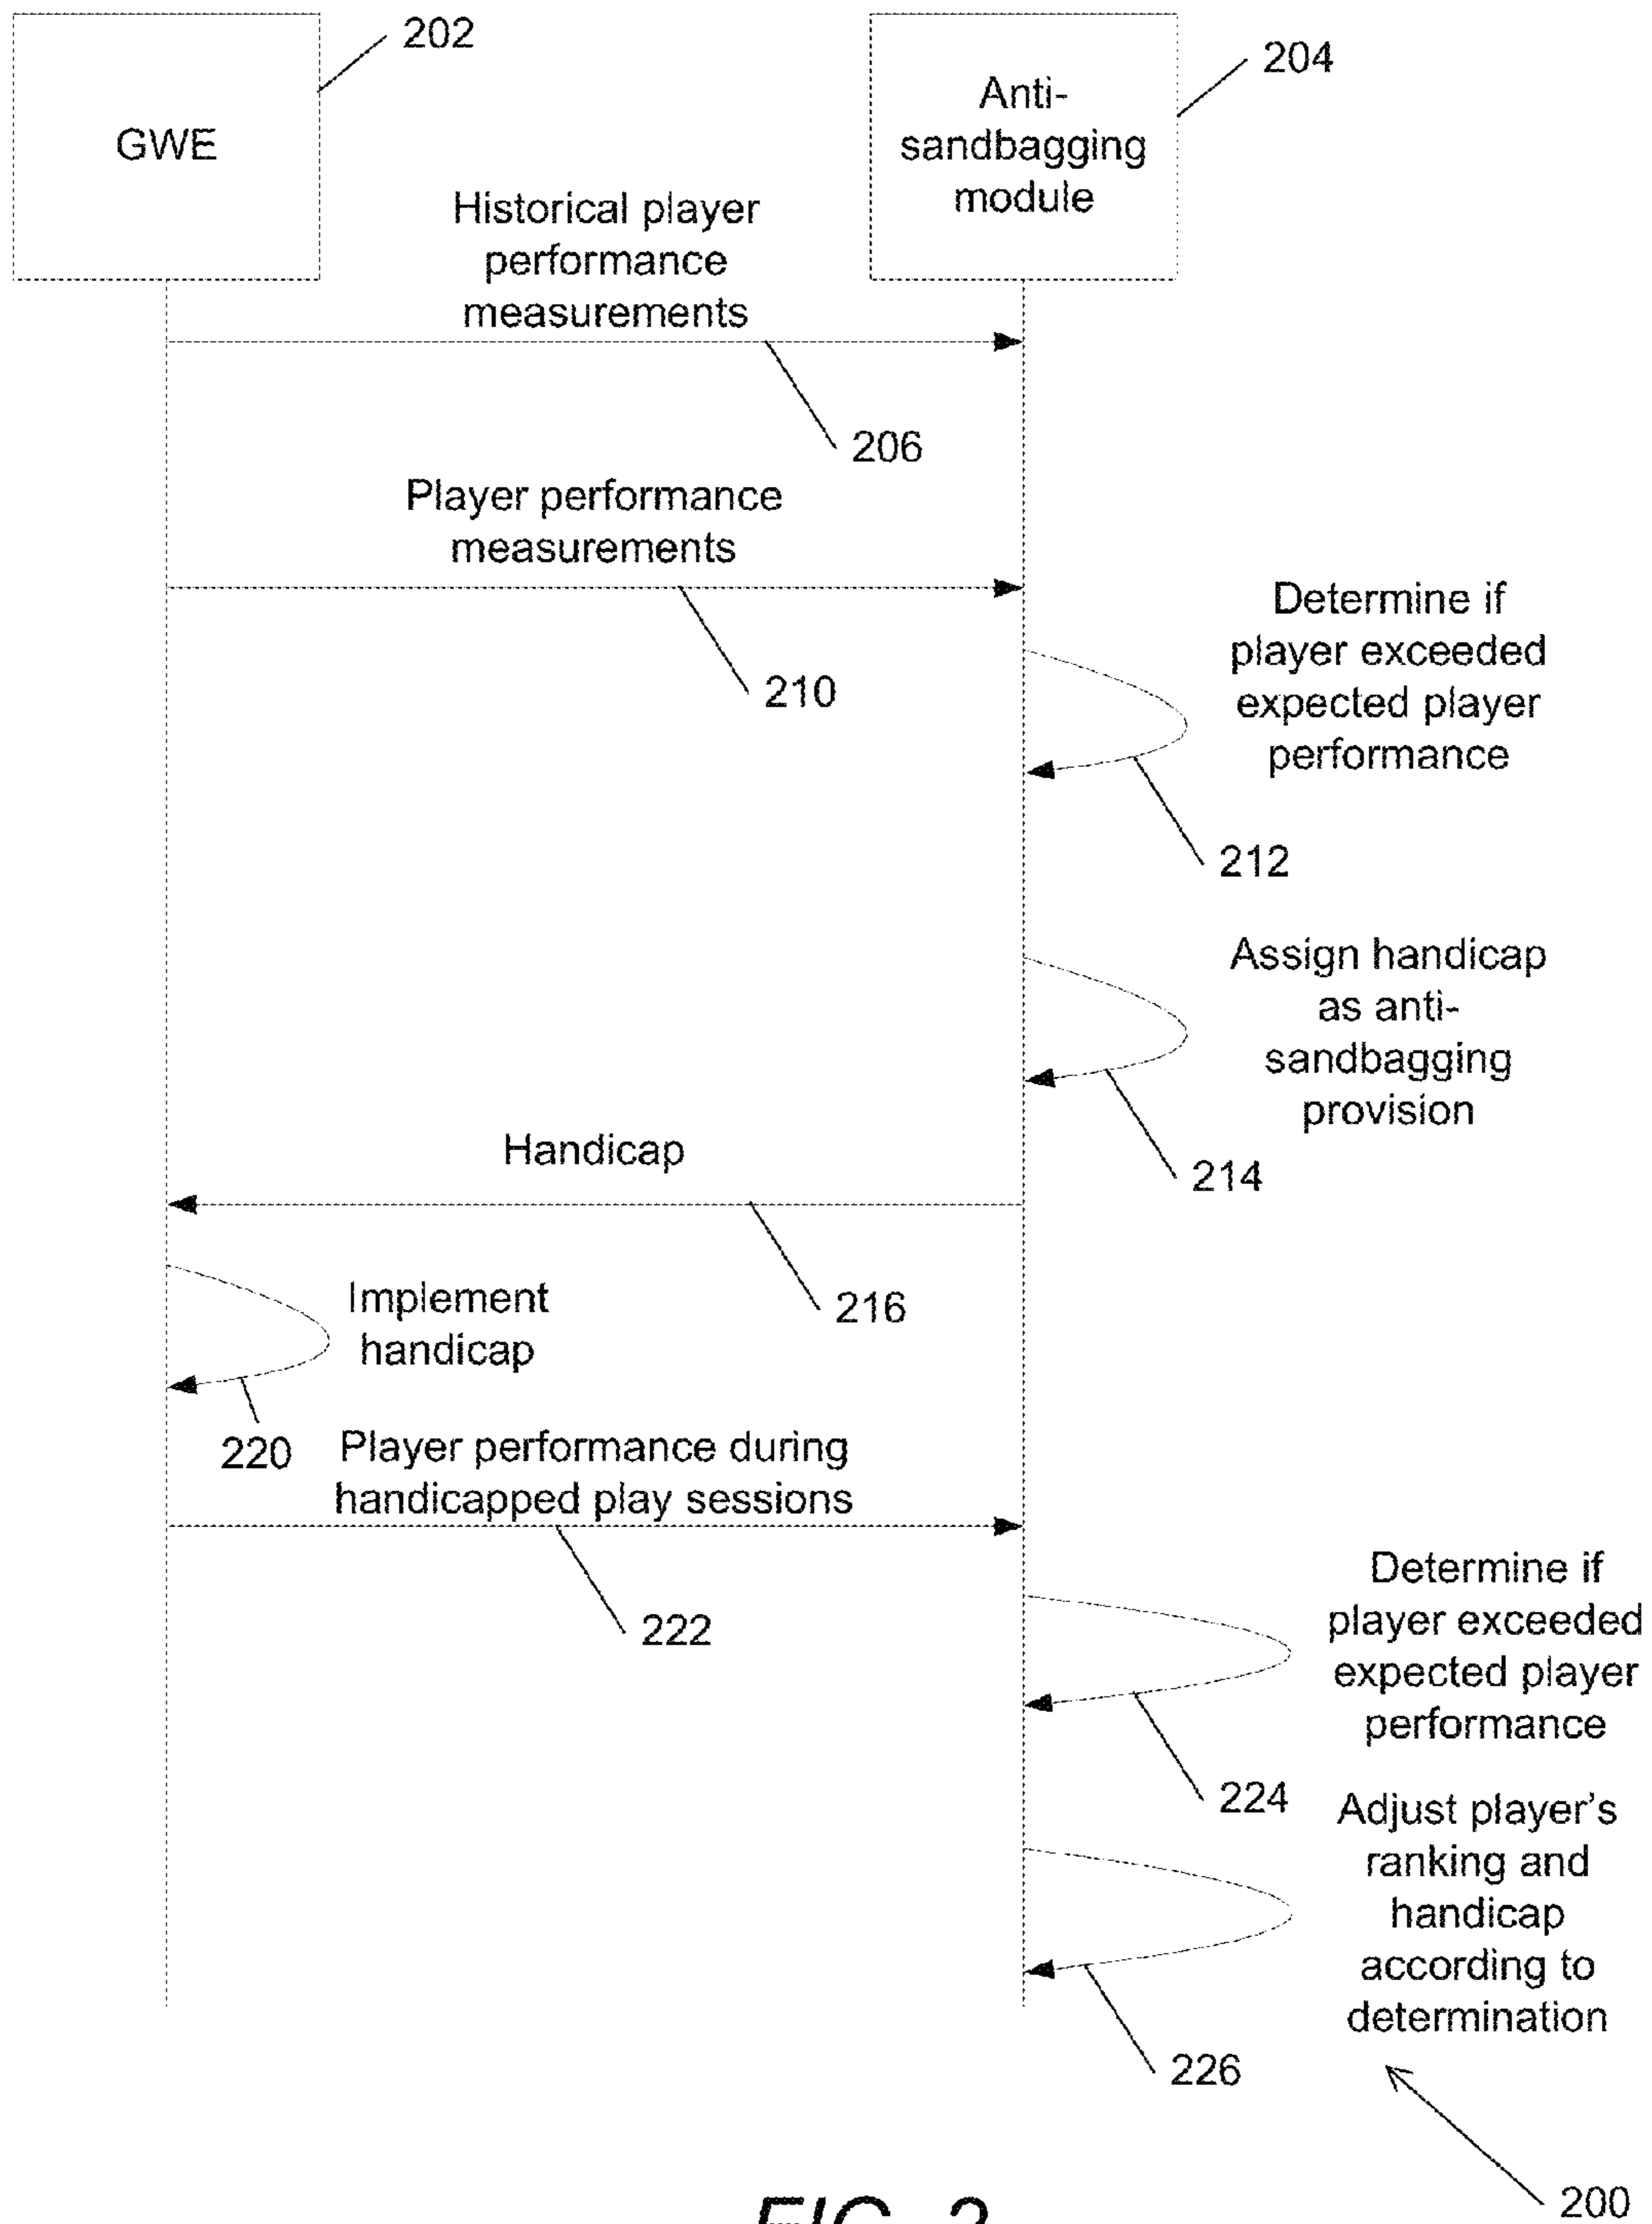 202
204
GWE
Anti-
sandbagging
module
Historical player
performance
measurements
206
Player performance
measurements
210
Determine if
player exceeded
expected player
performance
212
Assign handicap
as anti-
sandbagging
provision
214
Handicap
216
Implement
handicap
220
Player performance during
handicapped play sessions
222
Determine if
player exceeded
expected player
performance
224
Adjust player's
ranking and
handicap
according to
determination
226
200
FIG. 2